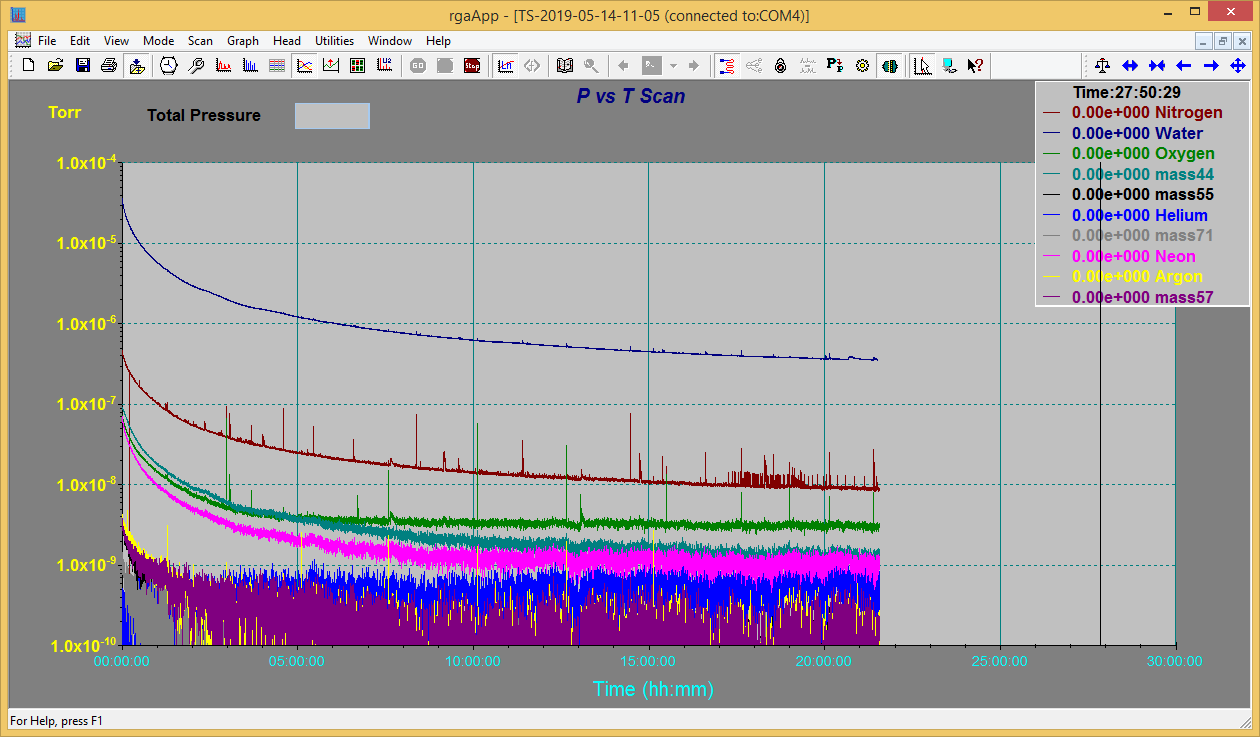 rgaApp - [TS-2019-05-14-11-05 (connected to:COM4)]
File Edit View Mode Scan Graph Head Utilities Window Help
GO Stop
P vs T Scan
Torr
Total Pressure
Time:27:50:29
0.00e+000 Nitrogen
0.00e+000 Water
0.00e+000 Oxygen
0.00e+000 mass44
0.00e+000 mass55
0.00e+000 Helium
0.00e+000 mass71
0.00e+000 Neon
0.00e+000 Argon
0.00e+000 mass57
1.0x10-4
1.0x10-5
1.0x10-6
1.0x10-7
1.0x10-8
1.0x10-9
1.0x10-10
00:00:00 05:00:00 10:00:00 15:00:00 20:00:00 25:00:00 30:00:00
Time (hh:mm)
For Help, press F1